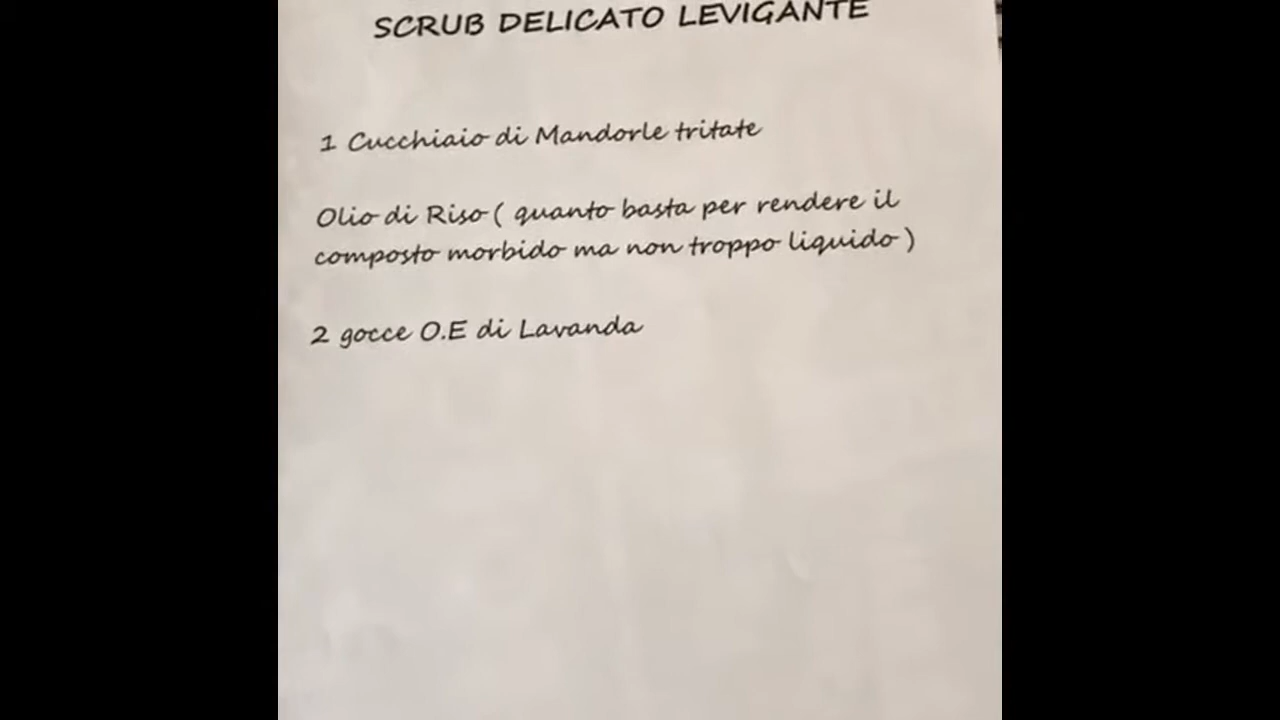 SCRUB DELICATO LEVIGANTE
1 Cucchiaio di Mandorle tritate
Olio di Riso ( quanto basta per rendere il
composto morbido ma non troppo liquido )
2 gocce O.E di Lavanda